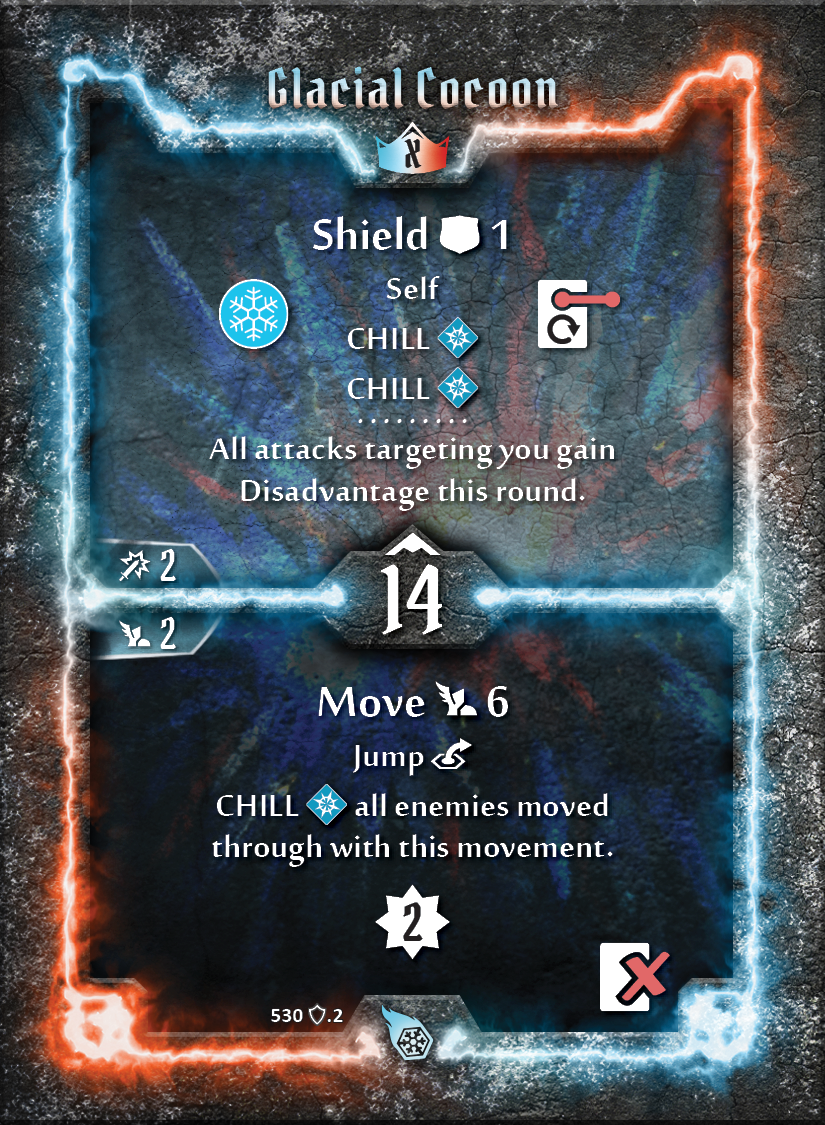 Glacial Cocoon
X
Shield 1
Self
CHILL
CHILL
All attacks targeting you gain
Disadvantage this round.
2
14
2
Move 6
Jump
CHILL all enemies moved
through with this movement.
2
530 .2